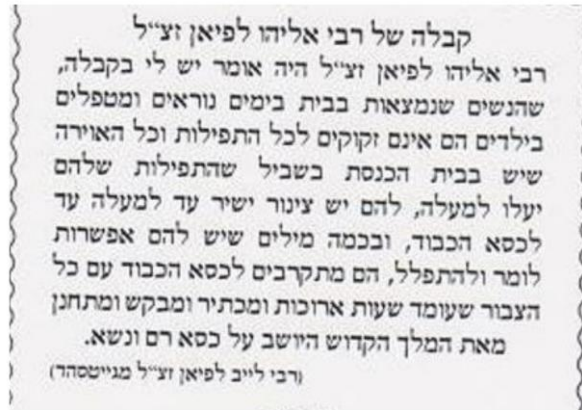 קבלה של רבי אליהו לפיאן זצ"ל
רבי אליהו לפיאן זצ"ל היה אומר יש לי בקבלה,
שהנשים שנמצאות בבית בימים נוראים ומטפלים
בילדים הם אינם זקוקים לכל התפילות וכל האוירה
שיש בבית הכנסת בשביל שהתפילות שלהם
יעלו למעלה, להם יש צינור ישיר עד למעלה עד
לכסא הכבוד, ובכמה מילים שיש להם אפשרות
לומר ולהתפלל, הם מתקרבים לכסא הכבוד עם כל
הצבור שעומד שעות ארוכות ומכתיר ומבקש ומתחנן
מאת המלך הקדוש היושב על כסא רם ונשא.
(רבי לייב לפיאן זצ"ל מגייטסהד)